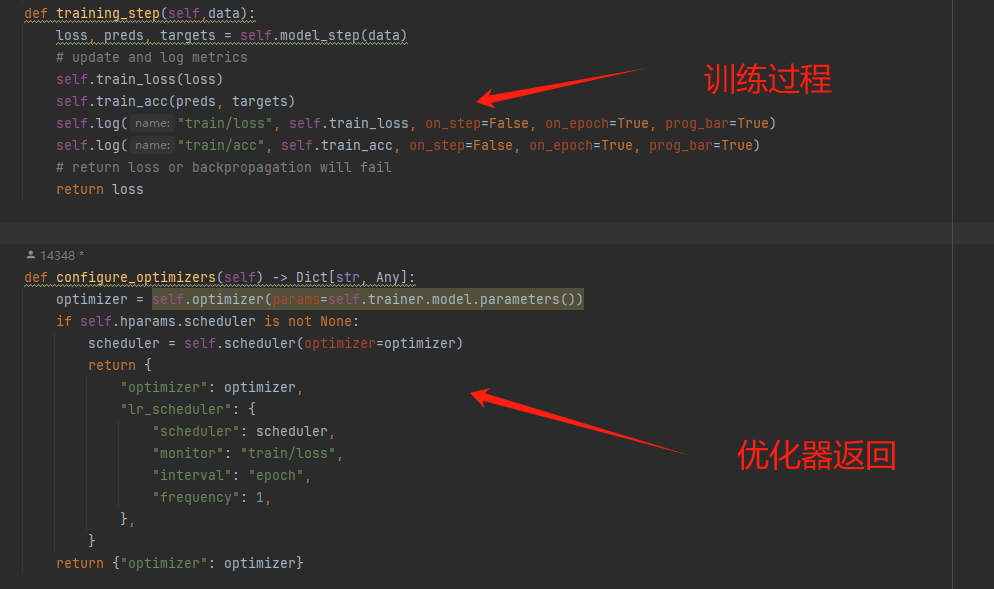 def training_step(self,data):
loss, preds, targets = self.model_step(data)
# update and log metrics
self.train_loss(loss)
self.train_acc(preds, targets)
训练过程
self.log( name: "train/loss", self.train_loss, on_step=False, on_epoch=True, prog_bar=True)
self.log( name: "train/acc", self.train_acc, on_step=False, on_epoch=True, prog_bar=True)
# return loss or backpropagation will fail
return loss
14348 *
def configure_optimizers(self) -> Dict[str, Any]:
optimizer = self.optimizer(params=self.trainer.model.parameters())
if self.hparams.scheduler is not None:
scheduler = self.scheduler(optimizer=optimizer)
return {
"optimizer": optimizer,
"lr_scheduler": {
"scheduler": scheduler,
"monitor": "train/loss",
优化器返回
"interval": "epoch",
"frequency": 1,
},
}
return {"optimizer": optimizer}